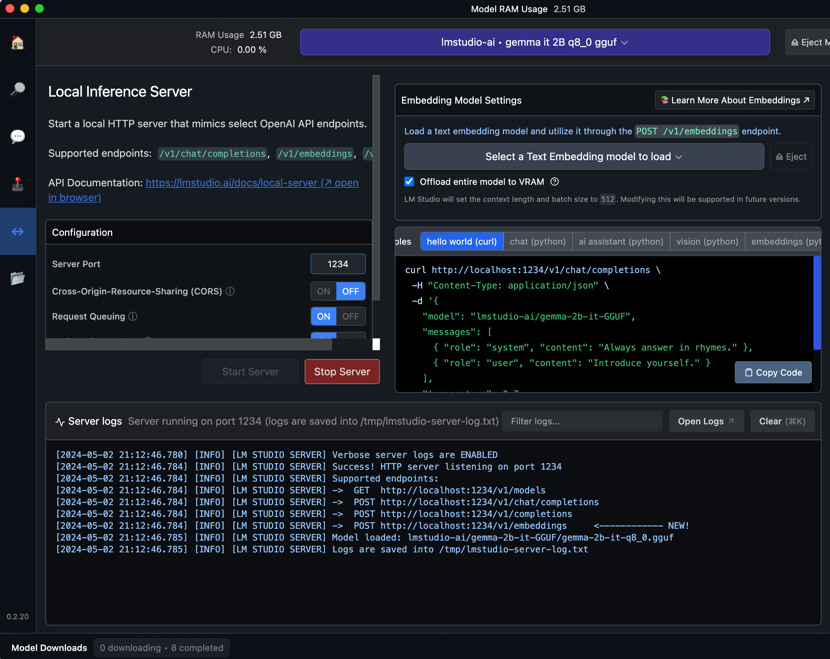 Model RAM Usage 2.51 GB
RAM Usage 2.51 GB
CPU: 0.00 %
lmstudio-ai • gemma it 2B q8_0 gguf
Eject M
Local Inference Server
Start a local HTTP server that mimics select OpenAI API endpoints.
Supported endpoints: /v1/chat/completions, /v1/embeddings, /v
API Documentation: https://lmstudio.ai/docs/local-server (↗ open
in browser)
Configuration
Server Port 1234
Cross-Origin-Resource-Sharing (CORS) ⓘ ON OFF
Request Queuing ⓘ ON OFF
Start Server Stop Server
Embedding Model Settings
Learn More About Embeddings ↗
Load a text embedding model and utilize it through the POST /v1/embeddings endpoint.
Select a Text Embedding model to load
Eject
Offload entire model to VRAM ?
LM Studio will set the context length and batch size to 512. Modifying this will be supported in future versions.
ples hello world (curl) chat (python) ai assistant (python) vision (python) embeddings (pyt
curl http://localhost:1234/v1/chat/completions \
-H "Content-Type: application/json" \
-d '{
"model": "lmstudio-ai/gemma-2b-it-GGUF",
"messages": [
{ "role": "system", "content": "Always answer in rhymes." },
{ "role": "user", "content": "Introduce yourself." }
],
Copy Code
Server logs Server running on port 1234 (logs are saved into /tmp/lmstudio-server-log.txt) Filter logs... Open Logs ↗ Clear (⌘K)
[2024-05-02 21:12:46.780] [INFO] [LM STUDIO SERVER] Verbose server logs are ENABLED
[2024-05-02 21:12:46.784] [INFO] [LM STUDIO SERVER] Success! HTTP server listening on port 1234
[2024-05-02 21:12:46.784] [INFO] [LM STUDIO SERVER] Supported endpoints:
[2024-05-02 21:12:46.784] [INFO] [LM STUDIO SERVER] -> GET http://localhost:1234/v1/models
[2024-05-02 21:12:46.784] [INFO] [LM STUDIO SERVER] -> POST http://localhost:1234/v1/chat/completions
[2024-05-02 21:12:46.784] [INFO] [LM STUDIO SERVER] -> POST http://localhost:1234/v1/completions
[2024-05-02 21:12:46.784] [INFO] [LM STUDIO SERVER] -> POST http://localhost:1234/v1/embeddings <------------ NEW!
[2024-05-02 21:12:46.785] [INFO] [LM STUDIO SERVER] Model loaded: lmstudio-ai/gemma-2b-it-GGUF/gemma-2b-it-q8_0.gguf
[2024-05-02 21:12:46.785] [INFO] [LM STUDIO SERVER] Logs are saved into /tmp/lmstudio-server-log.txt
0.2.20
Model Downloads 0 downloading • 8 completed